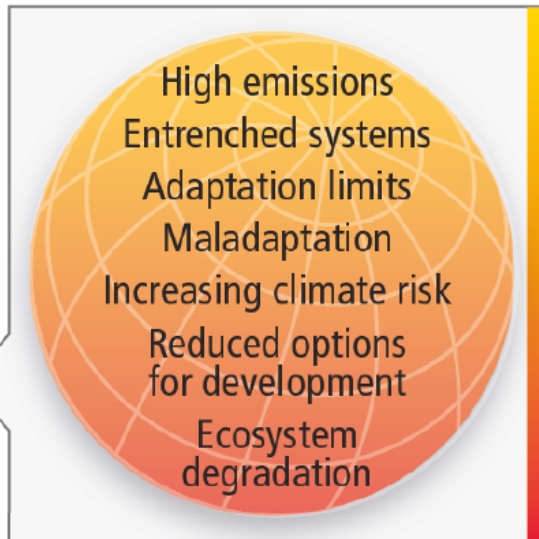 High emissions
Entrenched systems
Adaptation limits
Maladaptation
Increasing climate risk
Reduced options
for development
Ecosystem
degradation